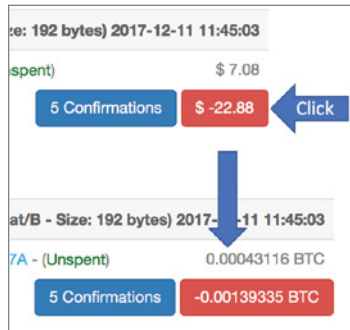 ze: 192 bytes) 2017-12-11 11:45:03
spent) $ 7.08
5 Confirmations $ -22.88 Click
at/B - Size: 192 bytes) 2017- -11 11:45:03
7A - (Unspent) 0.00043116 BTC
5 Confirmations -0.00139335 BTC